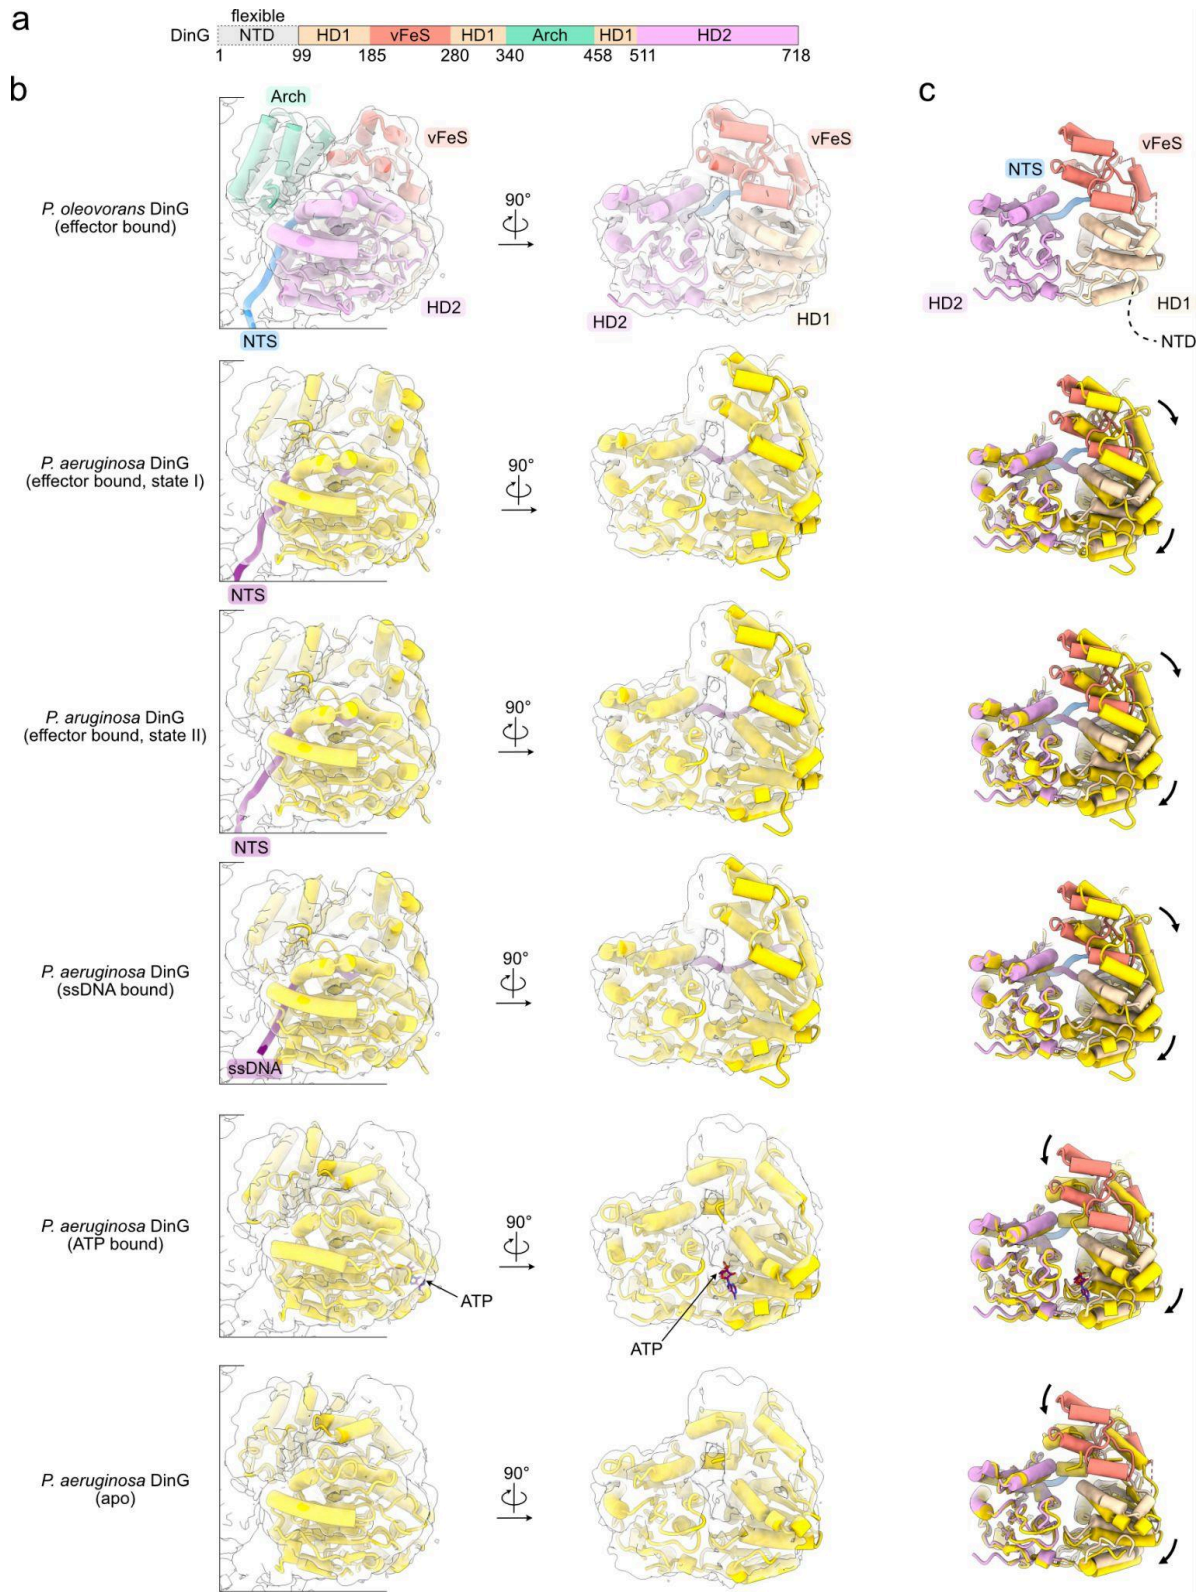 a
flexible
DinG NTD HD1 vFeS HD1 Arch HD1 HD2
1 99 185 280 340 458 511 718
b
c
Arch
vFeS
P. oleovorans DinG
(effector bound)
90°
HD2
NTS
vFeS
HD2
HD1
NTS
vFeS
HD2
HD1
NTD
P. aeruginosa DinG
(effector bound, state I)
NTS
90°
P. aruginosa DinG
(effector bound, state II)
NTS
90°
P. aeruginosa DinG
(ssDNA bound)
ssDNA
90°
P. aeruginosa DinG
(ATP bound)
ATP
90°
ATP
P. aeruginosa DinG
(apo)
90°